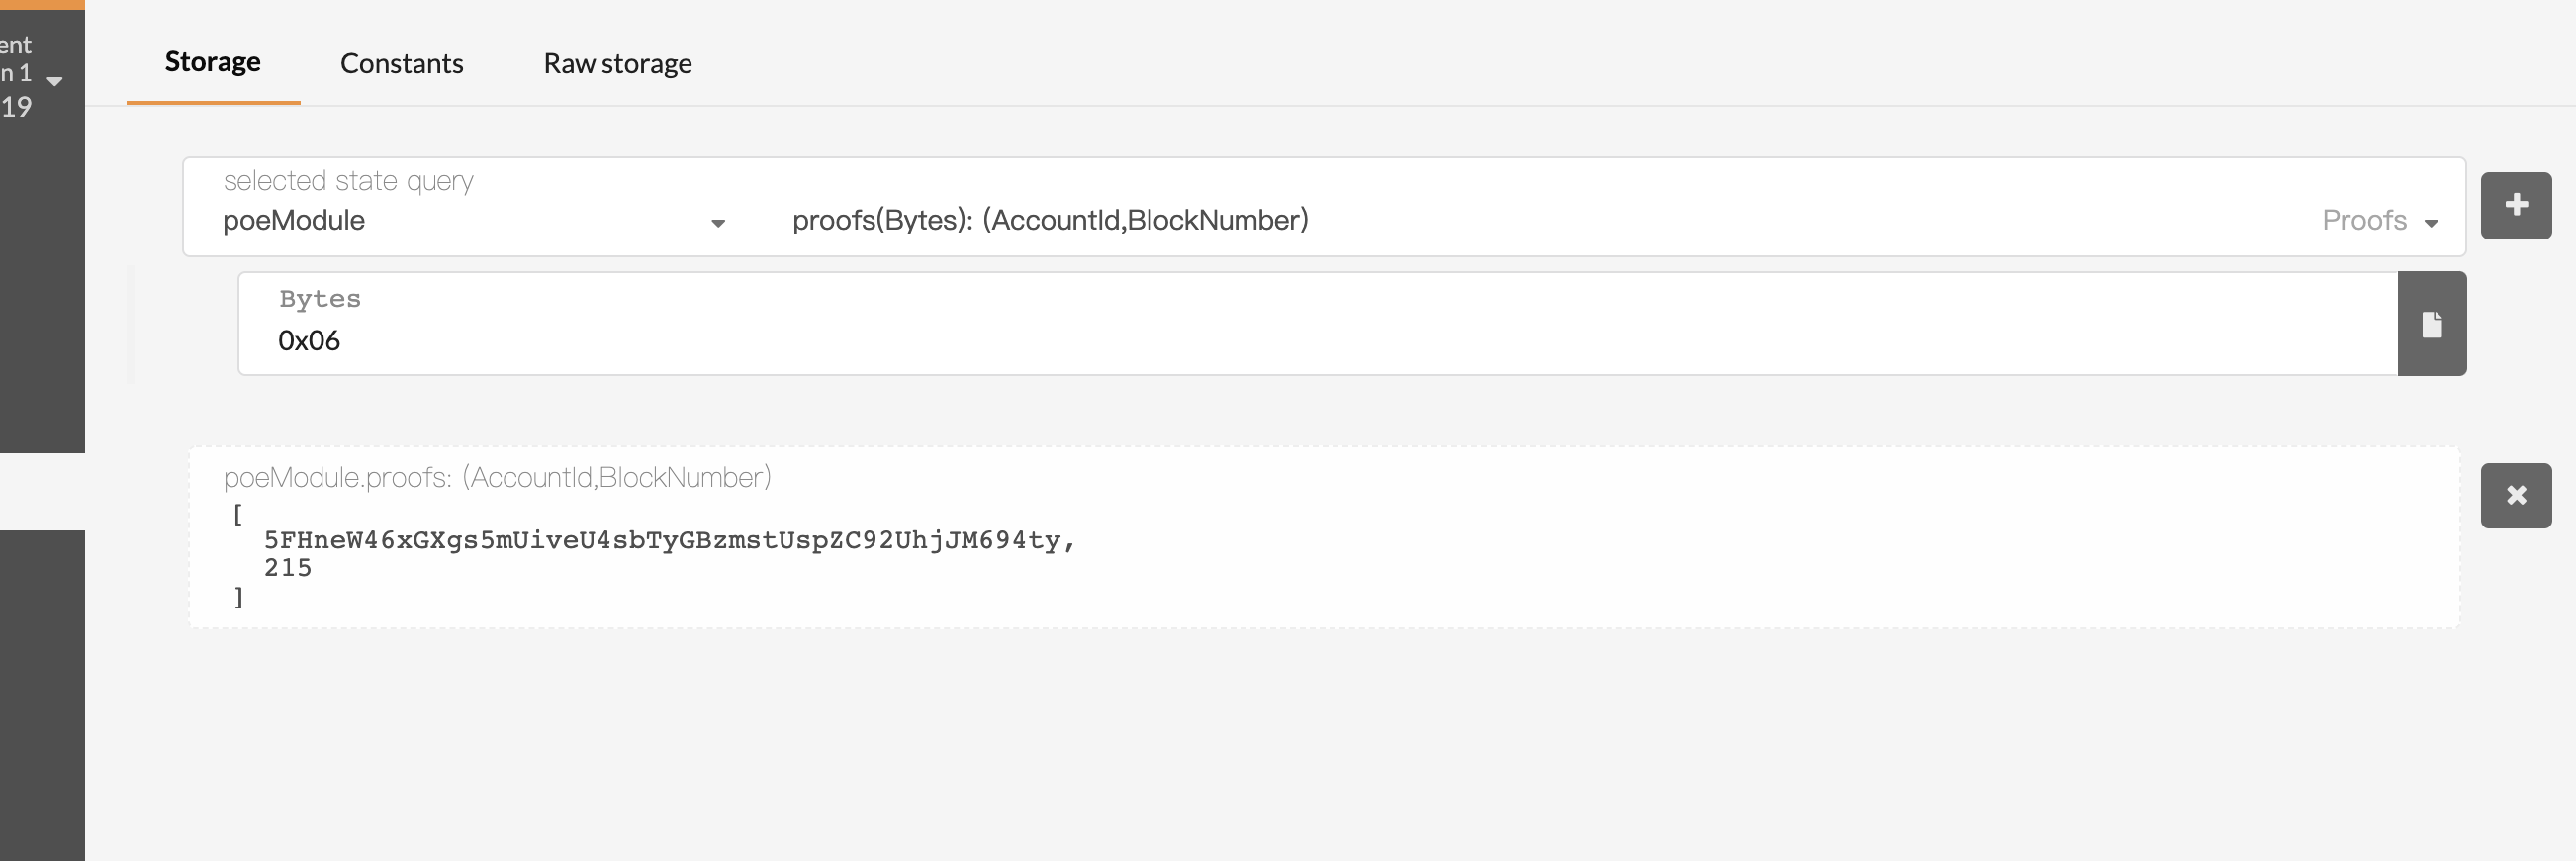 ent
n 1
19
Storage
Constants
Raw storage
selected state query
poeModule
proofs(Bytes): (AccountId,BlockNumber)
Proofs
Bytes
0x06
poeModule.proofs: (AccountId,BlockNumber)
[
5FHneW46xGXgs5mUiveU4sbTyGBzmstUspZC92UhjJM694ty,
215
]